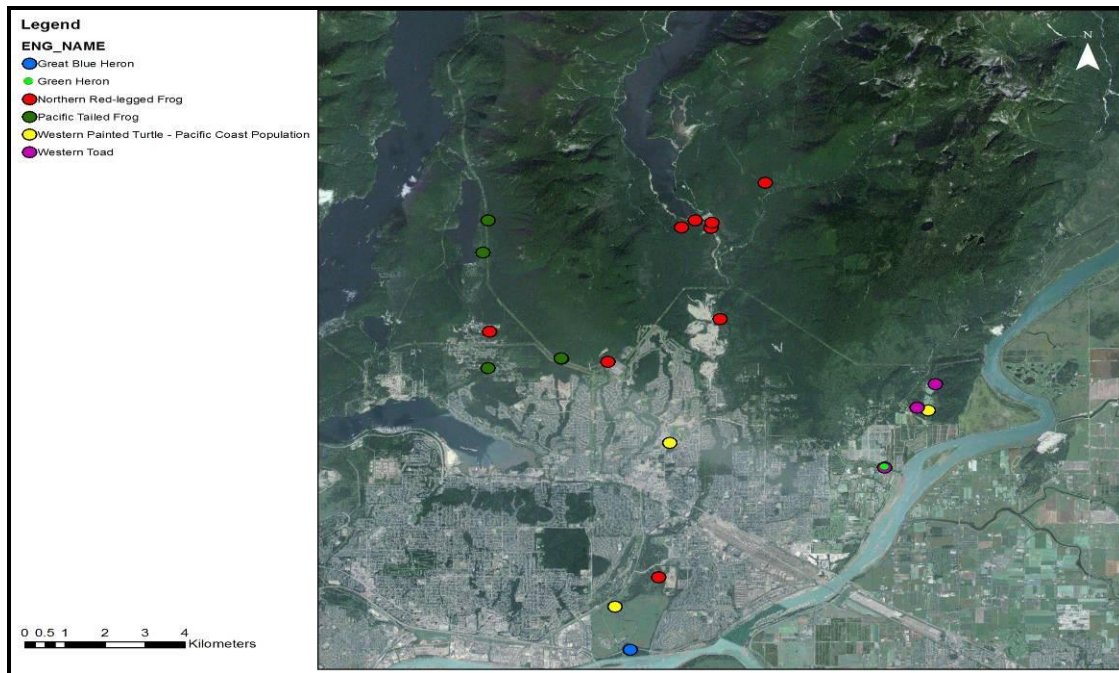 Legend
ENG_NAME
Great Blue Heron
Green Heron
Northern Red-legged Frog
Pacific Tailed Frog
Western Painted Turtle - Pacific Coast Population
Western Toad
N
0 0.5 1 2 3 4
Kilometers